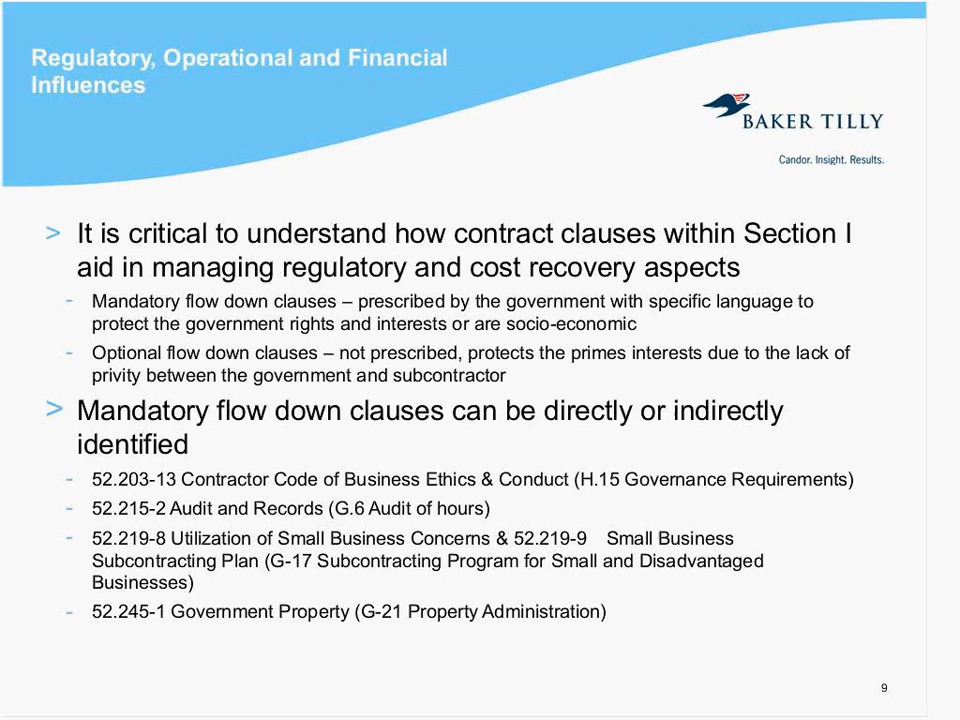 Regulatory, Operational and Financial
Influences
BAKER TILLY
Candor. Insight. Results.
> It is critical to understand how contract clauses within Section I
aid in managing regulatory and cost recovery aspects
- Mandatory flow down clauses – prescribed by the government with specific language to
protect the government rights and interests or are socio-economic
- Optional flow down clauses – not prescribed, protects the primes interests due to the lack of
privity between the government and subcontractor
> Mandatory flow down clauses can be directly or indirectly
identified
- 52.203-13 Contractor Code of Business Ethics & Conduct (H.15 Governance Requirements)
- 52.215-2 Audit and Records (G.6 Audit of hours)
- 52.219-8 Utilization of Small Business Concerns & 52.219-9 Small Business
Subcontracting Plan (G-17 Subcontracting Program for Small and Disadvantaged
Businesses)
- 52.245-1 Government Property (G-21 Property Administration)
9